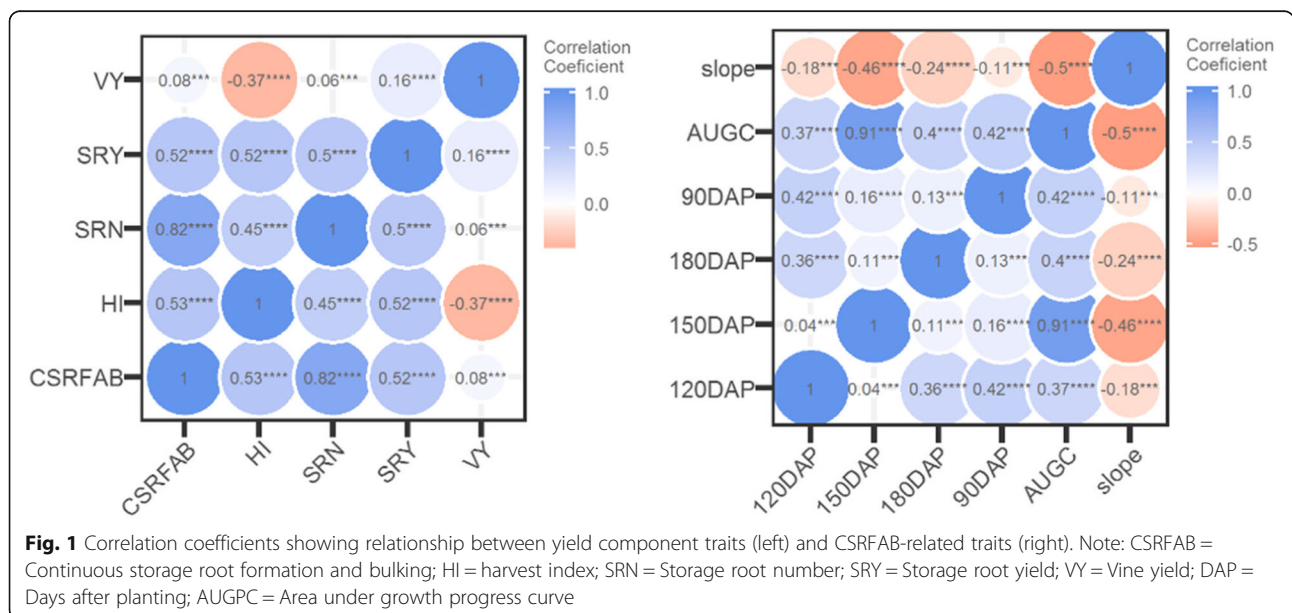 VY 0.08*** -0.37**** 0.06*** 0.16**** 1
SRY 0.52**** 0.52**** 0.5**** 1 0.16****
SRN 0.82**** 0.45**** 1 0.5**** 0.06***
HI 0.53**** 1 0.45**** 0.52**** -0.37****
CSRFAB 1 0.53**** 0.82**** 0.52**** 0.08***
CSRFAB HI SRN SRY VY
Correlation
Coeficient
1.0
0.5
0.0
slope -0.18*** -0.46**** -0.24**** -0.11*** -0.5**** 1
AUGC 0.37**** 0.91**** 0.4**** 0.42**** 1 -0.5****
90DAP 0.42**** 0.16**** 0.13**** 1 0.42**** -0.11***
180DAP 0.36**** 0.11**** 1 0.13**** 0.4**** -0.24****
150DAP 0.04*** 1 0.11**** 0.16**** 0.91**** -0.46****
120DAP 1 0.04*** 0.36**** 0.42**** 0.37**** -0.18***
120DAP 150DAP 180DAP 90DAP AUGC slope
Correlation
Coeficient
1.0
0.5
0.0
-0.5
Fig. 1 Correlation coefficients showing relationship between yield component traits (left) and CSRFAB-related traits (right). Note: CSRFAB =
Continuous storage root formation and bulking; HI = harvest index; SRN = Storage root number; SRY = Storage root yield; VY = Vine yield; DAP =
Days after planting; AUGPC = Area under growth progress curve